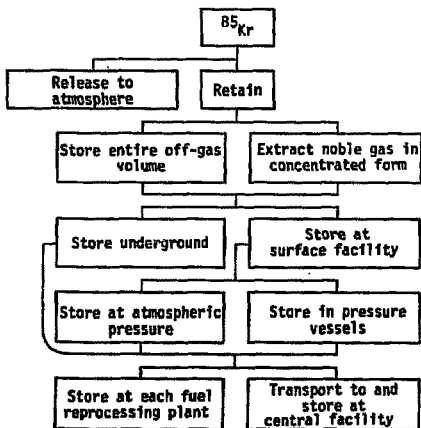 85Kr
Release to
atmosphere
Retain
Store entire off-gas
volume
Extract noble gas in
concentrated form
Store underground
Store at
surface facility
Store at atmospheric
pressure
Store in pressure
vessels
Store at each fuel
reprocessing plant
Transport to and
store at
central facility